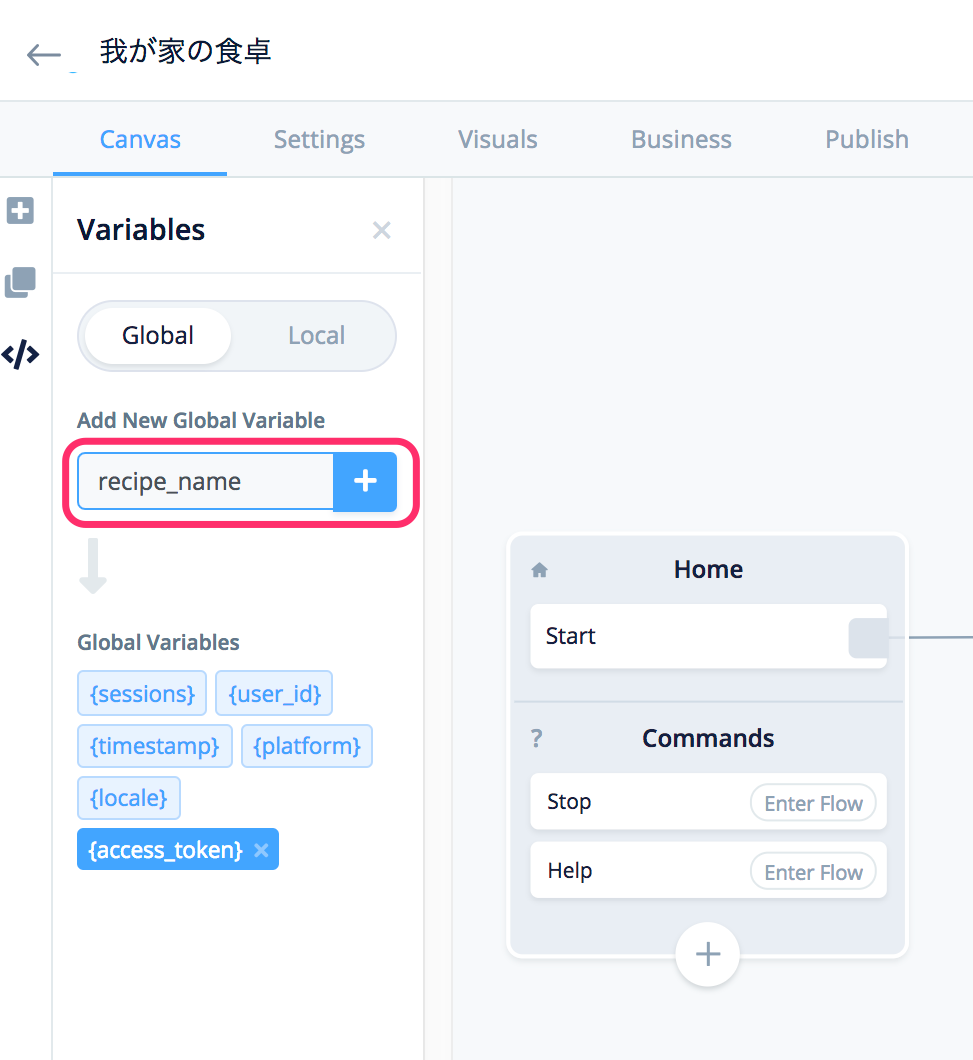 我が家の食卓
Canvas Settings Visuals Business Publish
Variables
Global Local
Add New Global Variable
recipe_name
Global Variables
{sessions} {user_id}
{timestamp} {platform}
{locale}
{access_token}
Home
Start
? Commands
Stop Enter Flow
Help Enter Flow